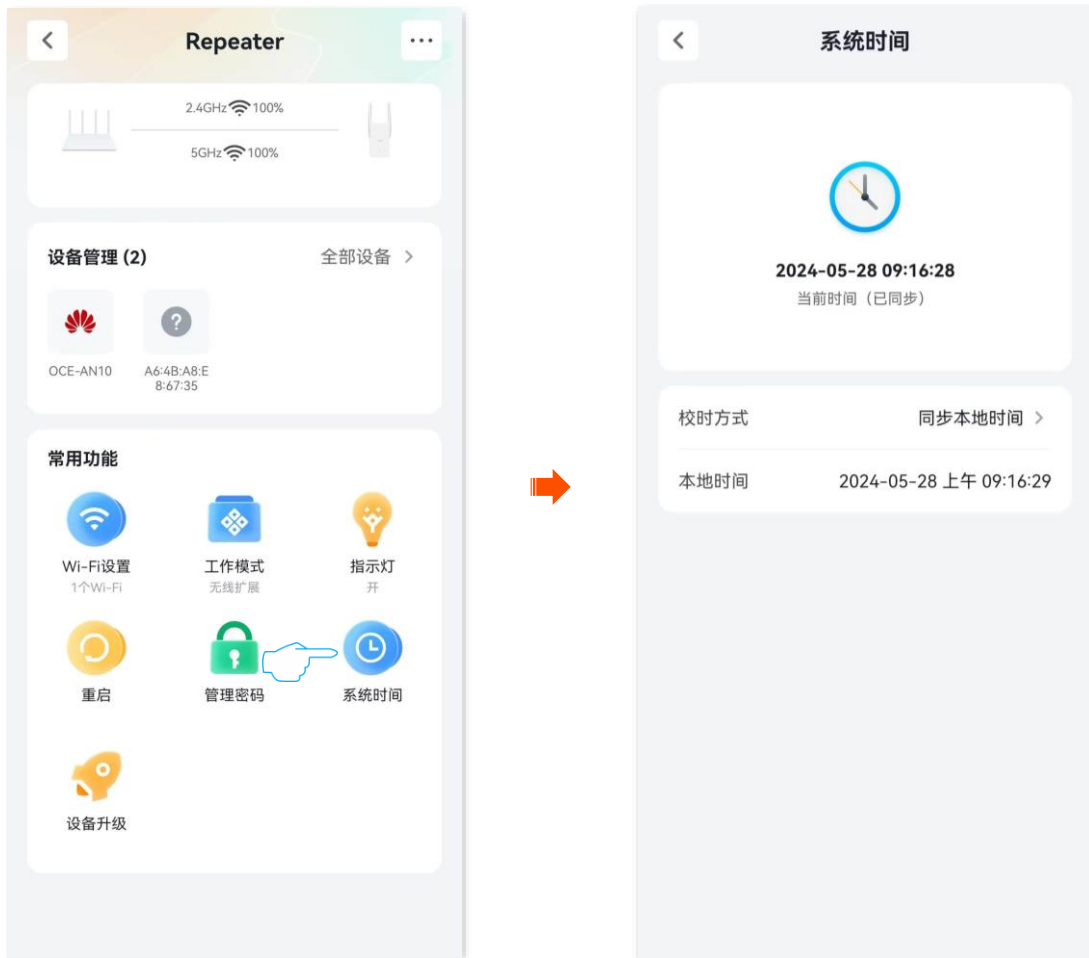 Repeater
2.4GHz 100%
5GHz 100%
设备管理 (2)
全部设备
OCE-AN10
A6:4B:A8:E
8:67:35
常用功能
Wi-Fi设置
1个Wi-Fi
工作模式
无线扩展
指示灯
开
重启
管理密码
系统时间
设备升级
系统时间
2024-05-28 09:16:28
当前时间（已同步）
校时方式
同步本地时间
本地时间
2024-05-28 上午 09:16:29